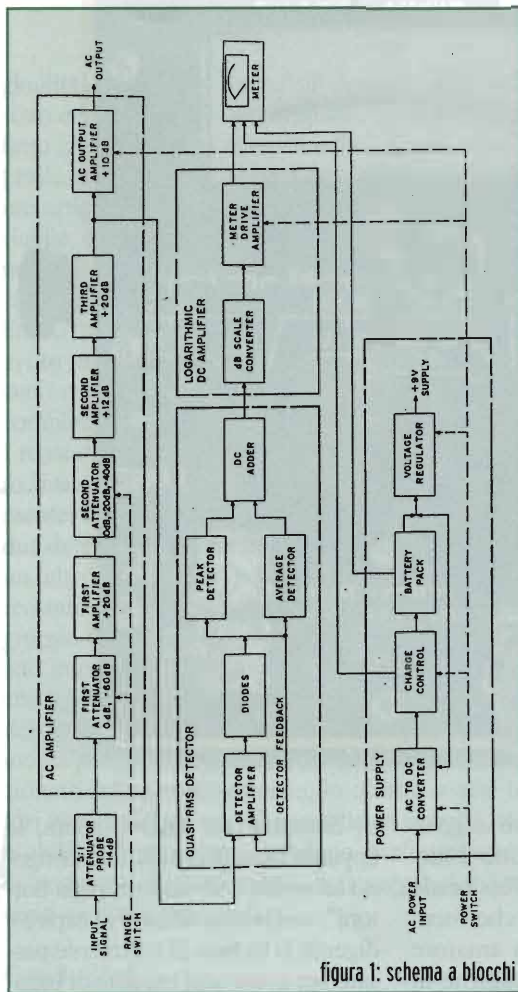 5:1
ATTENUATOR
PROBE
-14dB
INPUT
SIGNAL
RANGE
SWITCH
AC AMPLIFIER
FIRST
ATTENUATOR
0dB, -60dB
FIRST
AMPLIFIER
+20dB
SECOND
ATTENUATOR
0dB,-20dB,-40dB
SECOND
AMPLIFIER
+12dB
THIRD
AMPLIFIER
+20dB
AC OUTPUT
AMPLIFIER
+10dB
AC
OUTPUT
QUASI-RMS DETECTOR
DETECTOR
AMPLIFIER
DIODES
DETECTOR FEEDBACK
PEAK
DETECTOR
AVERAGE
DETECTOR
DC
ADDER
LOGARITHMIC
DC AMPLIFIER
dB SCALE
CONVERTER
METER
DRIVE
AMPLIFIER
METER
POWER SUPPLY
AC POWER
INPUT
AC TO DC
CONVERTER
CHARGE
CONTROL
BATTERY
PACK
VOLTAGE
REGULATOR
+9V
SUPPLY
POWER
SWITCH
figura 1: schema a blocchi